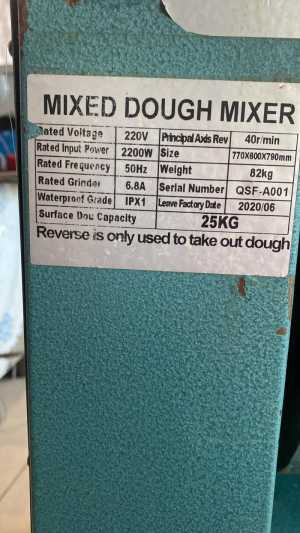 MIXED DOUGH MIXER
Rated Voltage 220V Principal Axis Rev 40r/min
Rated Input Power 2200W Size 770X800X790mm
Rated Frequency 50Hz Weight 82kg
Rated Grinder 6.8A Serial Number QSF-A001
Waterproof Grade IPX1 Leave Factory Date 2020/06
Surface Dou Capacity 25KG
Reverse is only used to take out dough